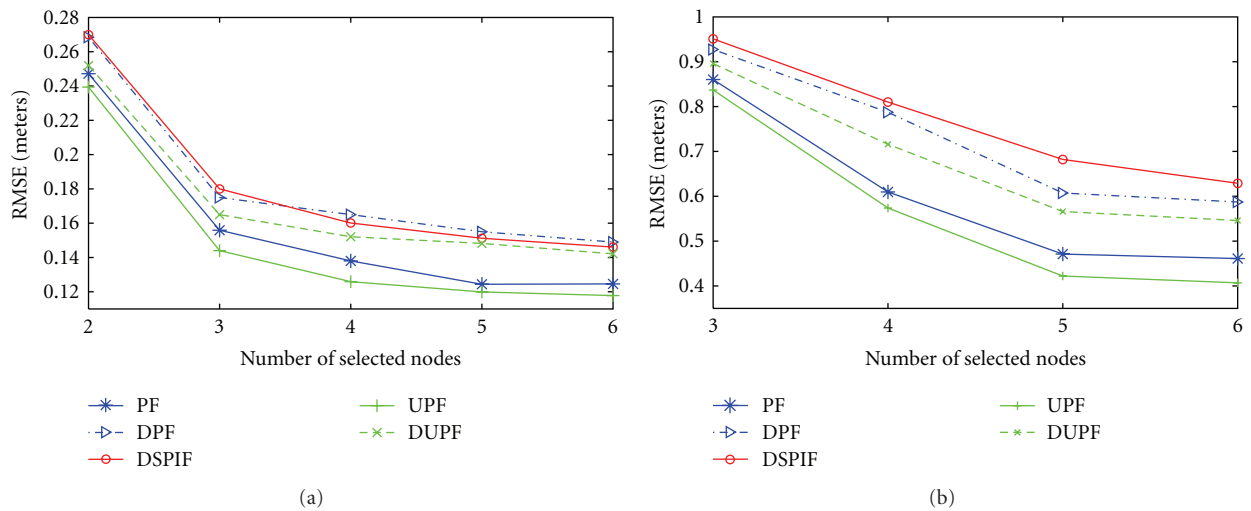 0.28
0.26
0.24
0.22
0.2
0.18
0.16
0.14
0.12
RMSE (meters)
2 3 4 5 6
Number of selected nodes
PF
DPF
DSPIF
UPF
DUPF
(a)
1
0.9
0.8
0.7
0.6
0.5
0.4
RMSE (meters)
3 4 5 6
Number of selected nodes
PF
DPF
DSPIF
UPF
DUPF
(b)